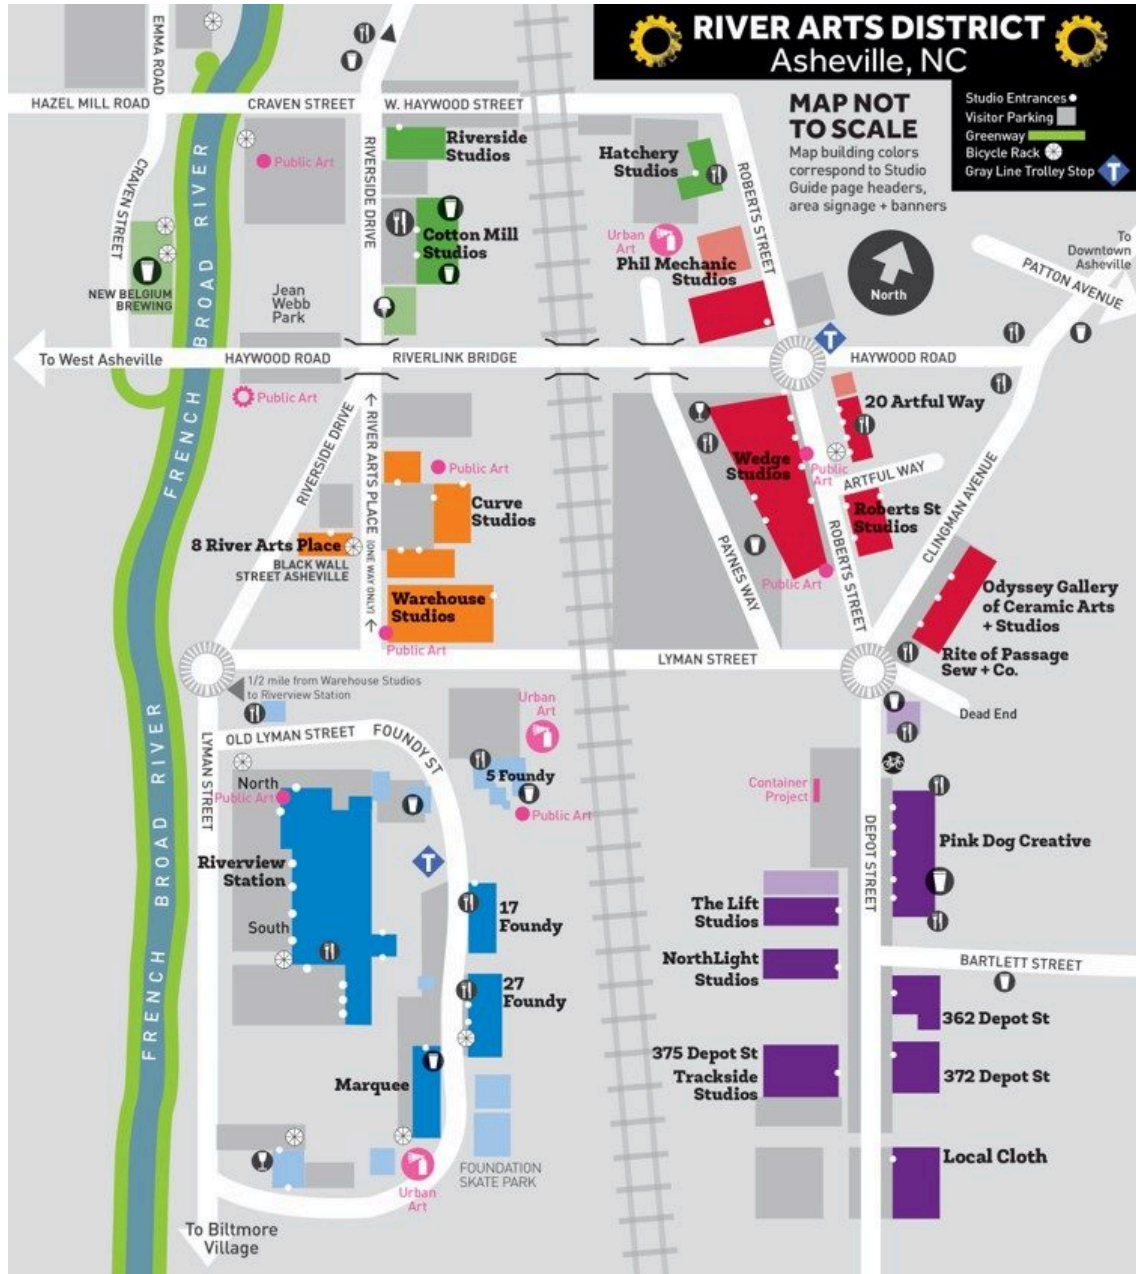 RIVER ARTS DISTRICT
Asheville, NC
MAP NOT
TO SCALE
Map building colors
correspond to Studio
Guide page headers,
area signage + banners
Studio Entrances
Visitor Parking
Greenway
Bicycle Rack
Gray Line Trolley Stop
T
EMMA ROAD
HAZEL MILL ROAD
CRAVEN STREET
W. HAYWOOD STREET
Riverside
Studios
Public Art
RIVERSIDE DRIVE
Hatchery
Studios
ROBERTS STREET
CRAVEN STREET
FRENCH BROAD RIVER
Cotton Mill
Studios
Urban
Art
Phil Mechanic
Studios
North
To
Downtown
Asheville
PATTON AVENUE
NEW BELGIUM
BREWING
Jean
Webb
Park
T
To West Asheville
HAYWOOD ROAD
RIVERLINK BRIDGE
HAYWOOD ROAD
Public Art
20 Artful Way
RIVERSIDE DRIVE
RIVER ARTS PLACE (ONE WAY ONLY)
Public Art
Wedge
Studios
Public
Art
ARTFUL WAY
Curve
Studios
Roberts St
Studios
CLINGMAN AVENUE
8 River Arts Place
BLACK WALL
STREET ASHEVILLE
PAYNES WAY
ROBERTS STREET
Public Art
Warehouse
Studios
Public Art
Odyssey Gallery
of Ceramic Arts
+ Studios
Rite of Passage
Sew + Co.
LYMAN STREET
1/2 mile from Warehouse Studios
to Riverview Station
Dead End
Urban
Art
OLD LYMAN STREET
FOUNDY ST
LYMAN STREET
FRENCH BROAD RIVER
North
Public Art
5 Foundy
Public Art
Container
Project
DEPOT STREET
Pink Dog Creative
Riverview
Station
T
South
17
Foundy
The Lift
Studios
NorthLight
Studios
BARTLETT STREET
27
Foundy
362 Depot St
375 Depot St
Trackside
Studios
372 Depot St
Marquee
Local Cloth
FOUNDATION
SKATE PARK
Urban
Art
To Biltmore
Village